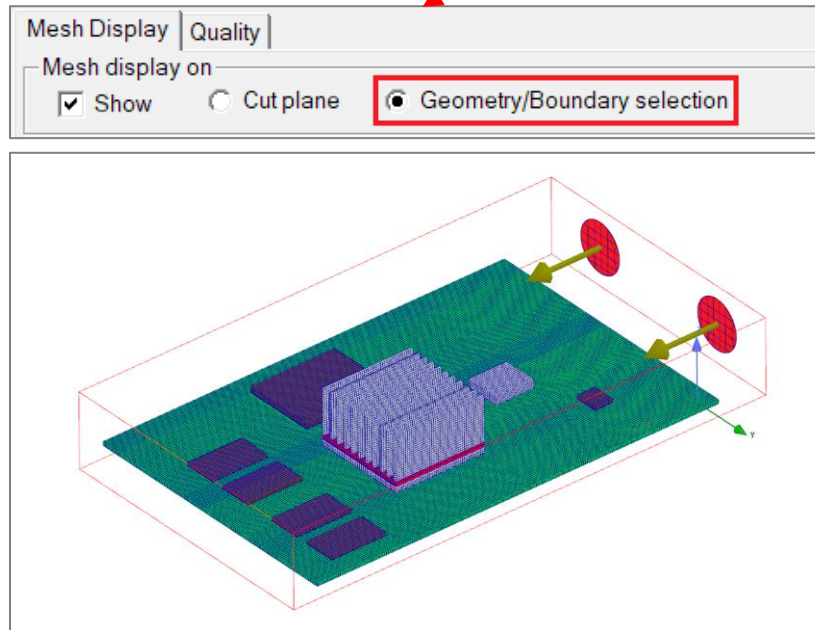 Mesh Display Quality
Mesh display on
Show Cut plane Geometry/Boundary selection
Y